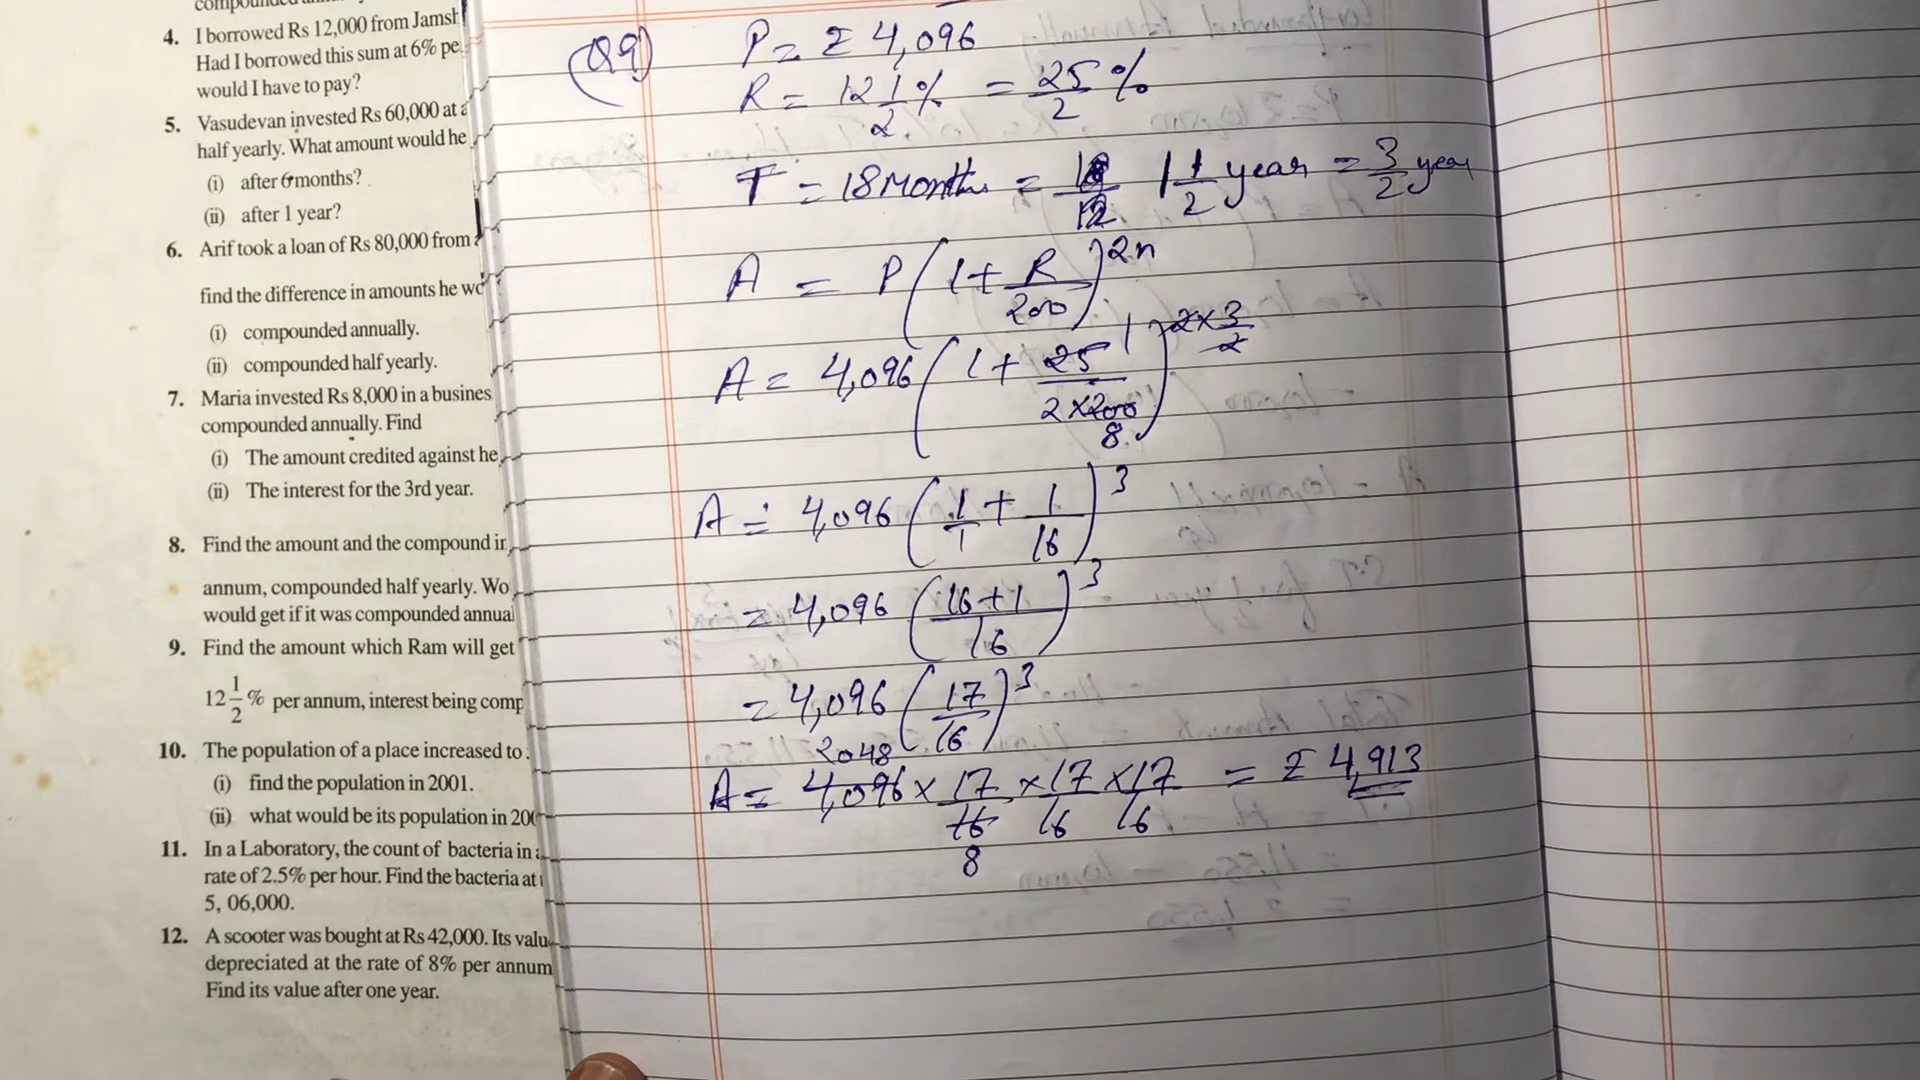 4. I borrowed Rs 12,000 from Jamsh
Had I borrowed this sum at 6% pe
would I have to pay?
5. Vasudevan invested Rs 60,000 at a
half yearly. What amount would he
(i) after 6 months?
(ii) after 1 year?
6. Arif took a loan of Rs 80,000 from
find the difference in amounts he wo
(i) compounded annually.
(ii) compounded half yearly.
7. Maria invested Rs 8,000 in a busines
compounded annually. Find
(i) The amount credited against he
(ii) The interest for the 3rd year.
8. Find the amount and the compound in
annum, compounded half yearly. Wo
would get if it was compounded annual
9. Find the amount which Ram will get
12 1/2 % per annum, interest being comp
10. The population of a place increased to
(i) find the population in 2001.
(ii) what would be its population in 200
11. In a Laboratory, the count of bacteria in a
rate of 2.5% per hour. Find the bacteria at
5, 06,000.
12. A scooter was bought at Rs 42,000. Its valu
depreciated at the rate of 8% per annum
Find its value after one year.
Q9) P = ₹ 4,096
R = 12 1/2 % = 25/2 %
T = 18 Months = 18/12 1 1/2 year = 3/2 year
A = P (1 + R/200)^2n
A = 4,096 (1 + 25/2×200)^2×3/2
1
8
A = 4,096 (1/1 + 1/16)^3
= 4,096 (16+1/16)^3
= 4,096 (17/16)^3
2048
A = 4,096 × 17/16 × 17/16 × 17/16 = ₹ 4,913
8